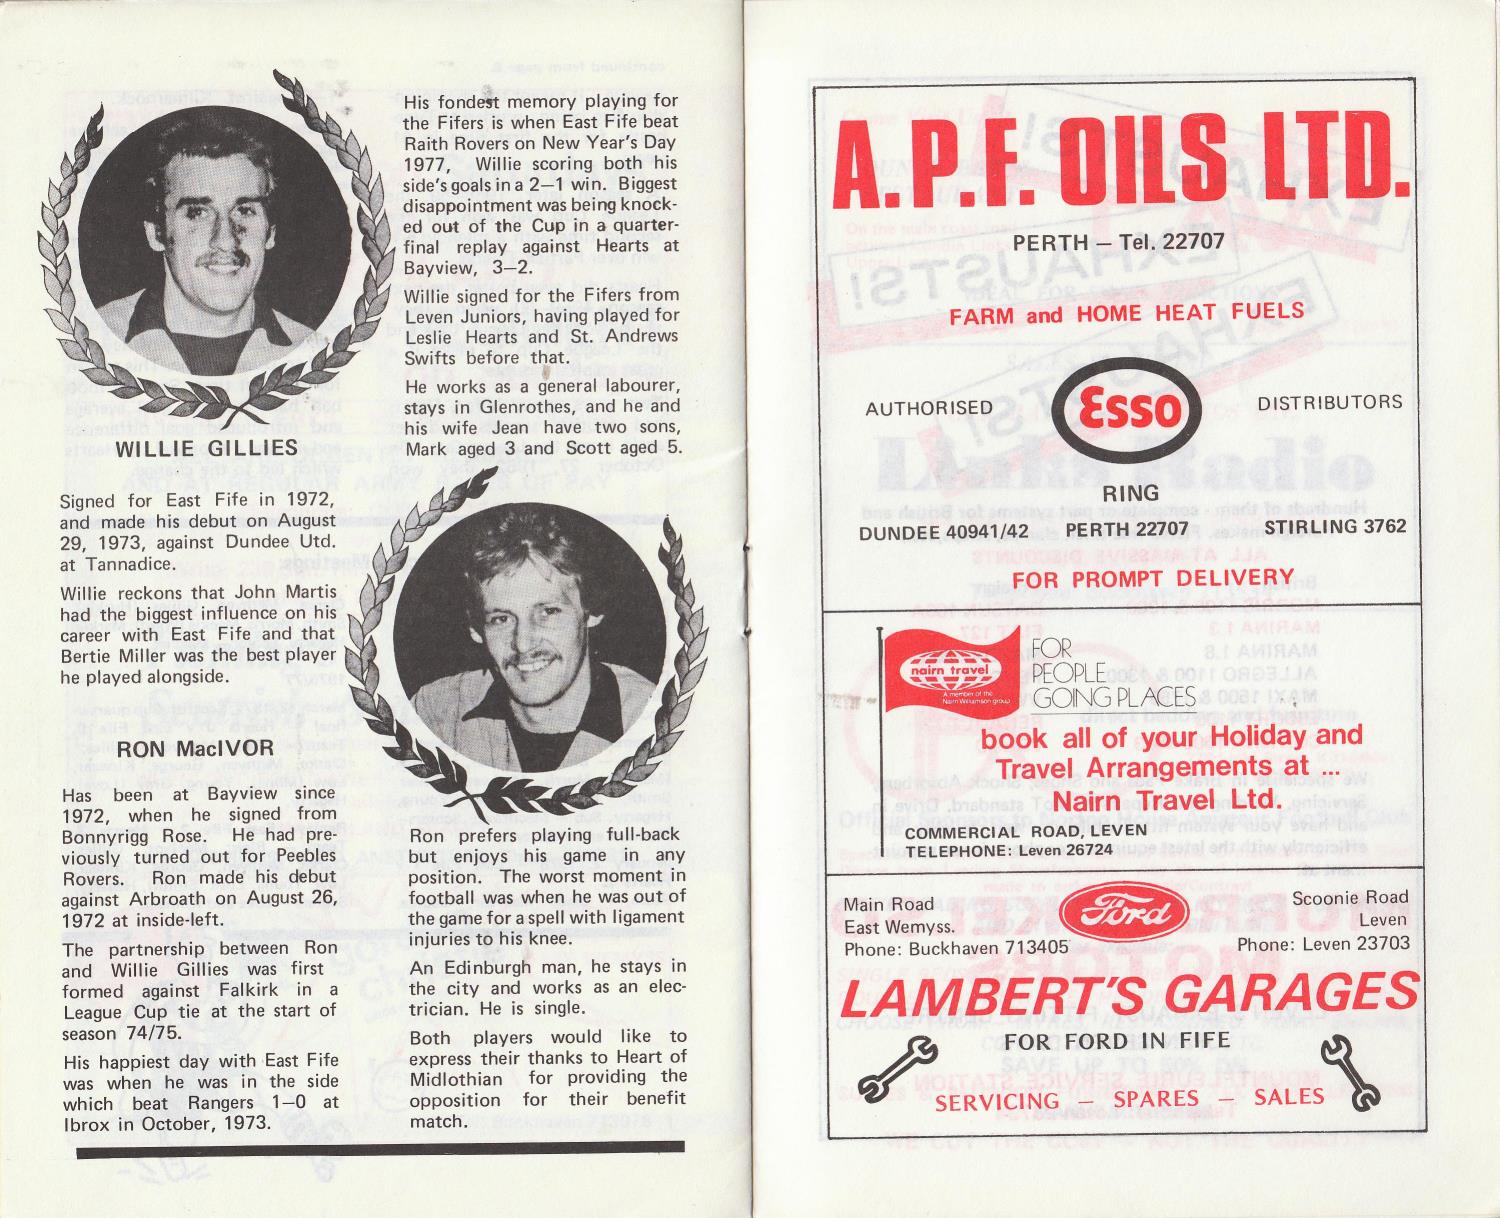 WILLIE GILLIES
Signed for East Fife in 1972,
and made his debut on August
29, 1973, against Dundee Utd.
at Tannadice.
Willie reckons that John Martis
had the biggest influence on his
career with East Fife and that
Bertie Miller was the best player
he played alongside.
His fondest memory playing for
the Fifers is when East Fife beat
Raith Rovers on New Year's Day
1977, Willie scoring both his
side's goals in a 2—1 win. Biggest
disappointment was being knock-
ed out of the Cup in a quarter-
final replay against Hearts at
Bayview, 3—2.
Willie signed for the Fifers from
Leven Juniors, having played for
Leslie Hearts and St. Andrews
Swifts before that.
He works as a general labourer,
stays in Glenrothes, and he and
his wife Jean have two sons,
Mark aged 3 and Scott aged 5.
RON MacIVOR
Has been at Bayview since
1972, when he signed from
Bonnyrigg Rose. He had pre-
viously turned out for Peebles
Rovers. Ron made his debut
against Arbroath on August 26,
1972 at inside-left.
The partnership between Ron
and Willie Gillies was first
formed against Falkirk in a
League Cup tie at the start of
season 74/75.
His happiest day with East Fife
was when he was in the side
which beat Rangers 1—0 at
Ibrox in October, 1973.
Ron prefers playing full-back
but enjoys his game in any
position. The worst moment in
football was when he was out of
the game for a spell with ligament
injuries to his knee.
An Edinburgh man, he stays in
the city and works as an elec-
trician. He is single.
Both players would like to
express their thanks to Heart of
Midlothian for providing the
opposition for their benefit
match.
A.P.F. OILS LTD.
PERTH — Tel. 22707
FARM and HOME HEAT FUELS
AUTHORISED Esso DISTRIBUTORS
RING
DUNDEE 40941/42 PERTH 22707 STIRLING 3762
FOR PROMPT DELIVERY
nairn travel
A member of the
Nairn Williamson group
FOR
PEOPLE
GOING PLACES
book all of your Holiday and
Travel Arrangements at ...
Nairn Travel Ltd.
COMMERCIAL ROAD, LEVEN
TELEPHONE: Leven 26724
Main Road
East Wemyss.
Phone: Buckhaven 713405
Ford
Scoonie Road
Leven
Phone: Leven 23703
LAMBERT'S GARAGES
FOR FORD IN FIFE
SERVICING — SPARES — SALES